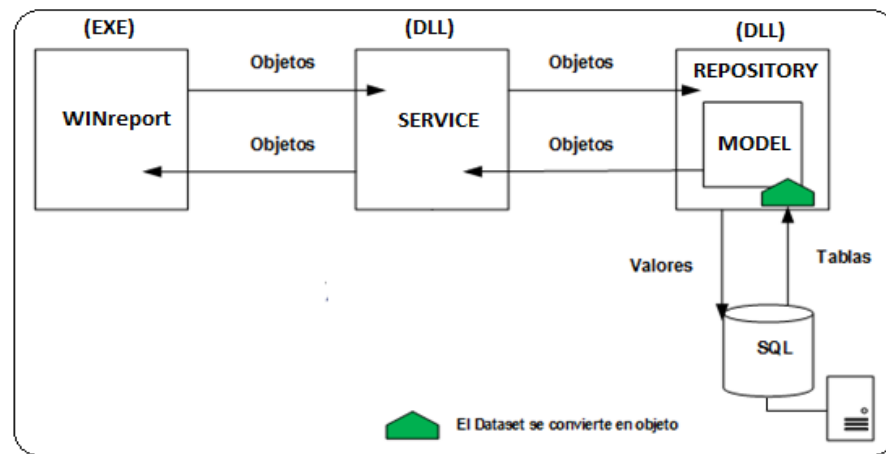 (EXE)
(DLL)
(DLL)
Objetos
Objetos
REPOSITORY
WINreport
SERVICE
MODEL
Objetos
Objetos
Valores
Tablas
SQL
El Dataset se convierte en objeto